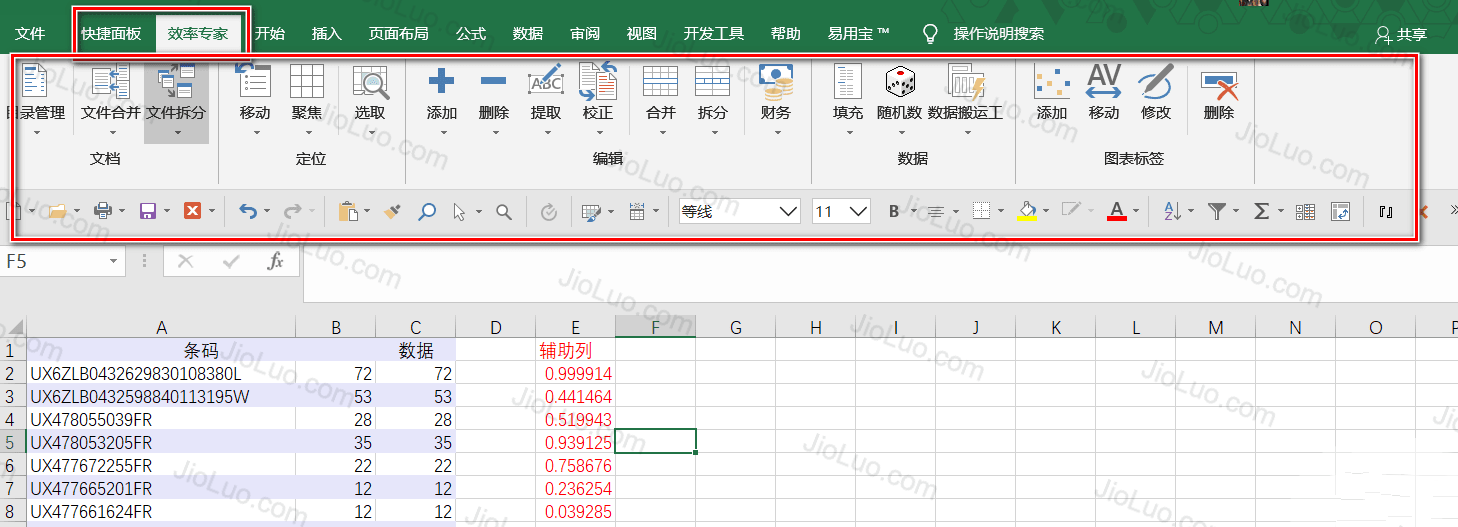 文件 快捷面板 效率专家 开始 插入 页面布局 公式 数据 审阅 视图 开发工具 帮助 易用宝 ™ 操作说明搜索 共享
目录管理 文件合并 文件拆分 移动 聚焦 选取 添加 删除 提取 校正 合并 拆分 财务 填充 随机数 数据搬运工 添加 移动 修改 删除
文档 定位 编辑 数据 图表标签
等线 11 B A
F5 fx
A B C D E F G H I J K L M N O P
1 条码 数据 辅助列
2 UX6ZLB0432629830108380L 72 72 0.999914
3 UX6ZLB0432598840113195W 53 53 0.441464
4 UX478055039FR 28 28 0.519943
5 UX478053205FR 35 35 0.939125
6 UX477672255FR 22 22 0.758676
7 UX477665201FR 12 12 0.236254
8 UX477661624FR 12 12 0.039285
JioLuo.com